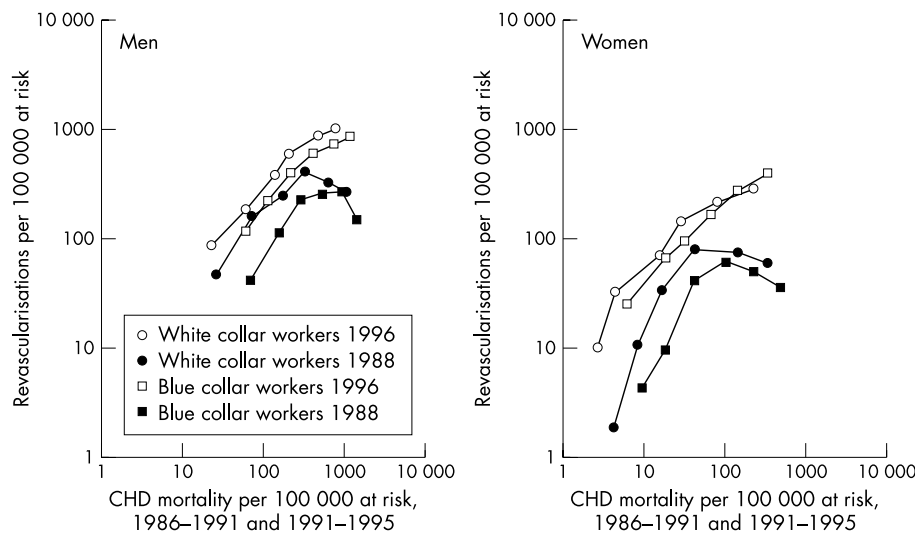 Men
Revascularisations per 100 000 at risk
10 000
1000
100
10
1
White collar workers 1996
White collar workers 1988
Blue collar workers 1996
Blue collar workers 1988
1 10 100 1000 10 000
CHD mortality per 100 000 at risk,
1986–1991 and 1991–1995
Women
Revascularisations per 100 000 at risk
10 000
1000
100
10
1
1 10 100 1000 10 000
CHD mortality per 100 000 at risk,
1986–1991 and 1991–1995